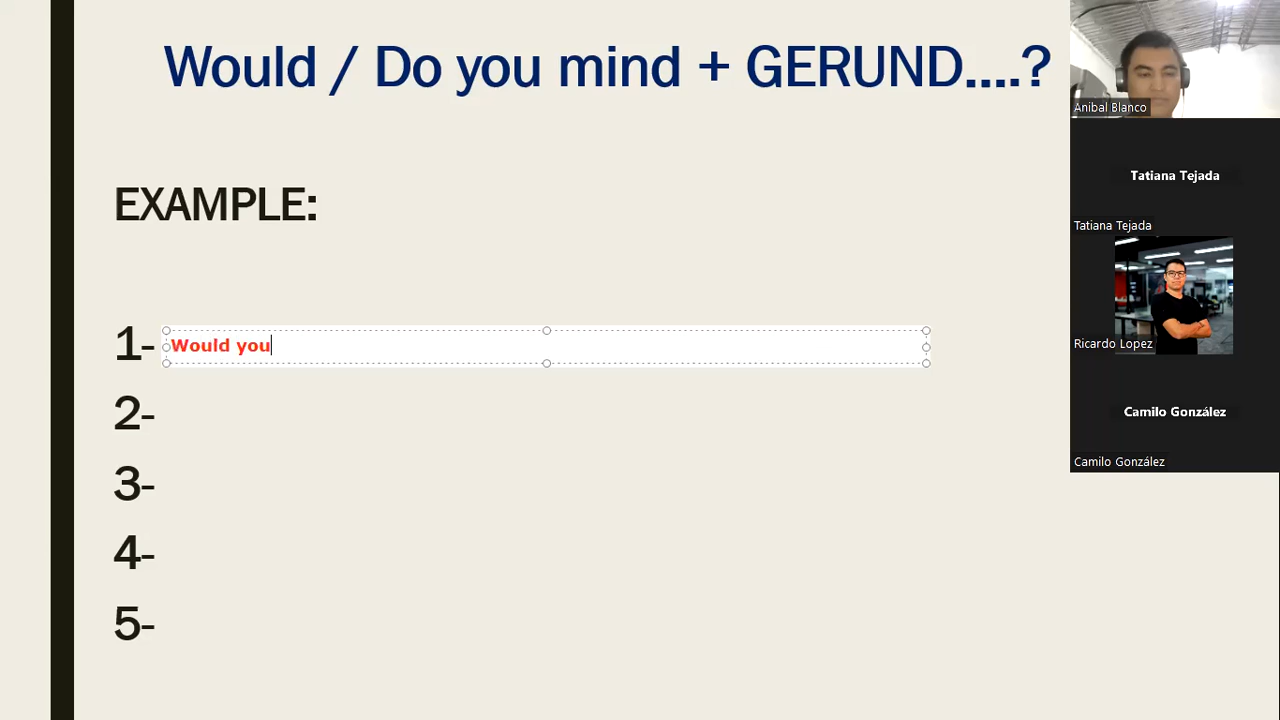 Would / Do you mind + GERUND....?
EXAMPLE:
1- Would you
2-
3-
4-
5-
Anibal Blanco
Tatiana Tejada
Tatiana Tejada
Ricardo Lopez
Camilo González
Camilo González